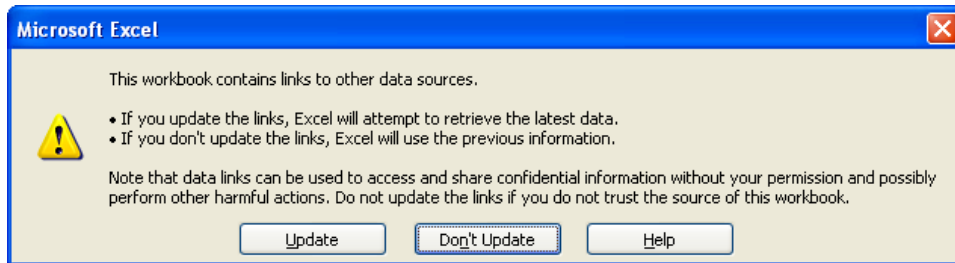 Microsoft Excel
This workbook contains links to other data sources.
• If you update the links, Excel will attempt to retrieve the latest data.
• If you don't update the links, Excel will use the previous information.
Note that data links can be used to access and share confidential information without your permission and possibly
perform other harmful actions. Do not update the links if you do not trust the source of this workbook.
Update Don't Update Help